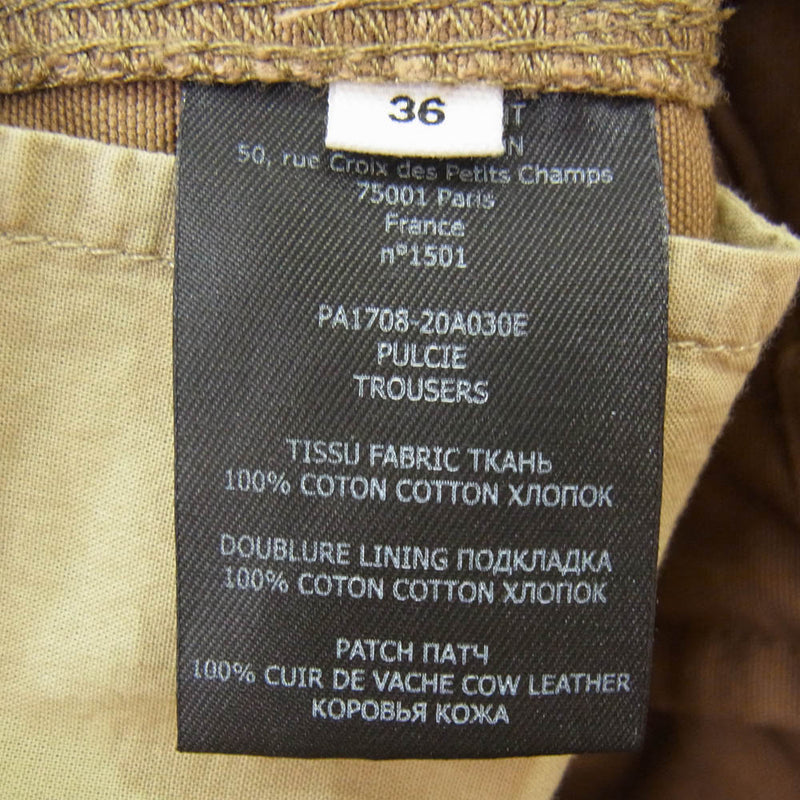 36
50, rue Croix des Petits Champs
75001 Paris
France
n°1501
PA1708-20A030E
PULCIE
TROUSERS
TISSU FABRIC ТКАНЬ
100% COTON COTTON ХЛОПОК
DOUBLURE LINING ПОДКЛАДКА
100% COTON COTTON ХЛОПОК
PATCH ПАТЧ
100% CUIR DE VACHE COW LEATHER
КОРОВЬЯ КОЖА